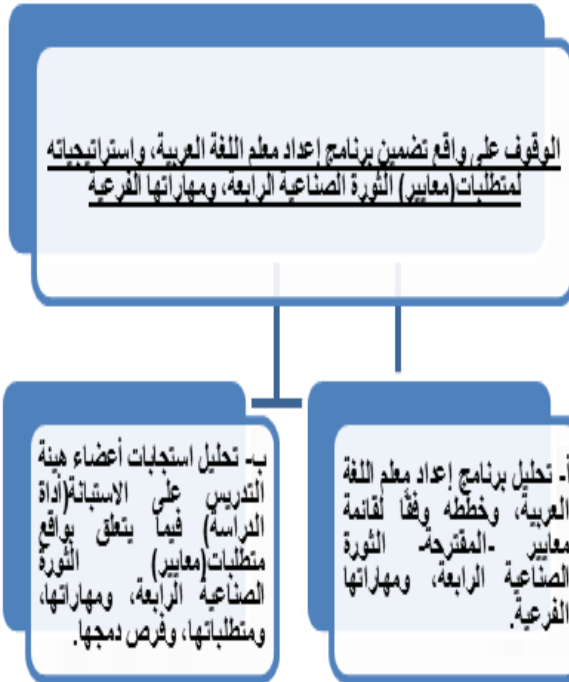 الوقوف على واقع تضمين برنامج إعداد معلم اللغة العربية، واستراتيجياته
لمتطلبات(معايير) الثورة الصناعية الرابعة، ومهاراتها الفرعية
أ- تحليل برنامج إعداد معلم اللغة
العربية، وخططه وفقًا لقائمة
معايير -المقترحة- الثورة
الصناعية الرابعة، ومهاراتها
الفرعية.
ب- تحليل استجابات أعضاء هيئة
التدريس على الاستبانة(أداة
الدراسة) فيما يتعلق بواقع
متطلبات(معايير) الثورة
الصناعية الرابعة، ومهاراتها،
ومتطلباتها، وفرص دمجها.